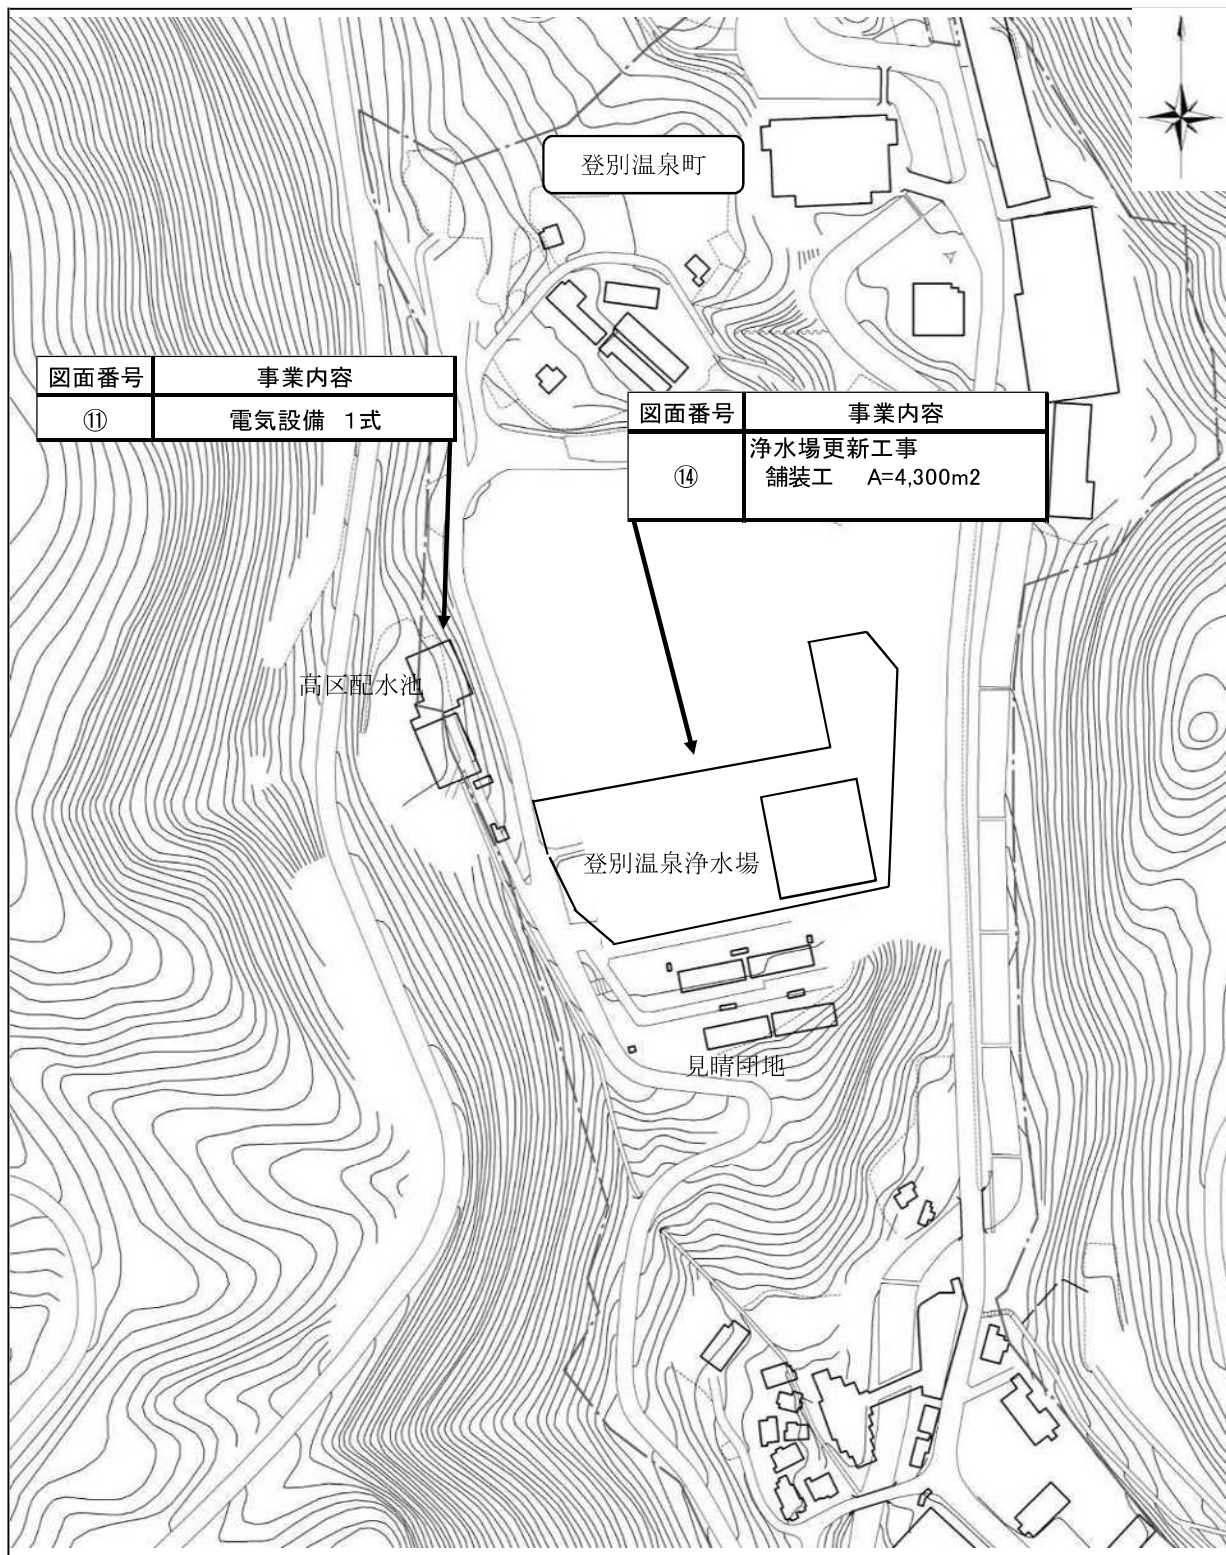 登別温泉町
図面番号 事業内容
⑪ 電気設備 1式
図面番号 事業内容
⑭ 浄水場更新工事
舗装工 A=4,300m2
高区配水池
登別温泉浄水場
見晴団地